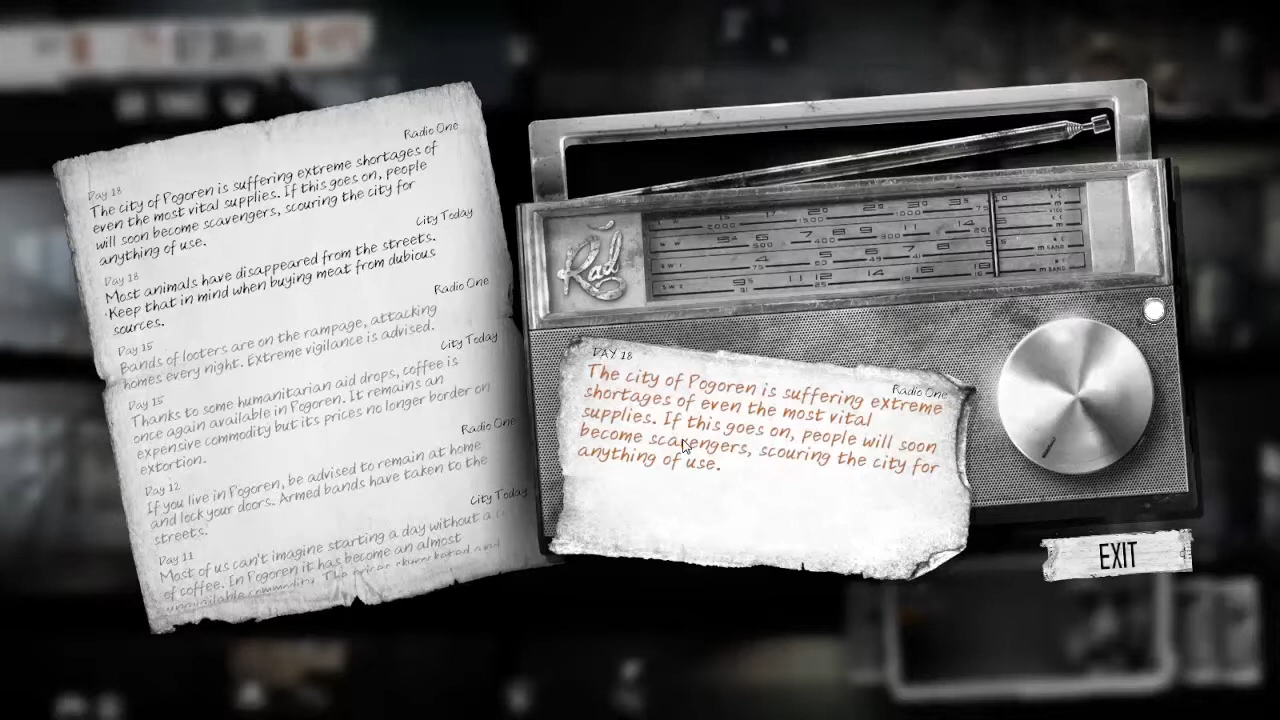 Radio One
Day 18
The city of Pogoren is suffering extreme shortages of
even the most vital supplies. If this goes on, people
will soon become scavengers, scouring the city for
anything of use.
City Today
Day 18
Most animals have disappeared from the streets.
Keep that in mind when buying meat from dubious
sources.
Radio One
Day 15
Bands of looters are on the rampage, attacking
homes every night. Extreme vigilance is advised.
City Today
Day 15
Thanks to some humanitarian aid drops, coffee is
once again available in Pogoren. It remains an
expensive commodity but its prices no longer border on
extortion.
Radio One
Day 12
If you live in Pogoren, be advised to remain at home
and lock your doors. Armed bands have taken to the
streets.
City Today
Day 11
Most of us can't imagine starting a day without a
of coffee. In Pogoren it has become an almost
unavailable commodity. The prices skyrocketed and
Rad
DAY 18
Radio One
The city of Pogoren is suffering extreme
shortages of even the most vital
supplies. If this goes on, people will soon
become scavengers, scouring the city for
anything of use.
EXIT